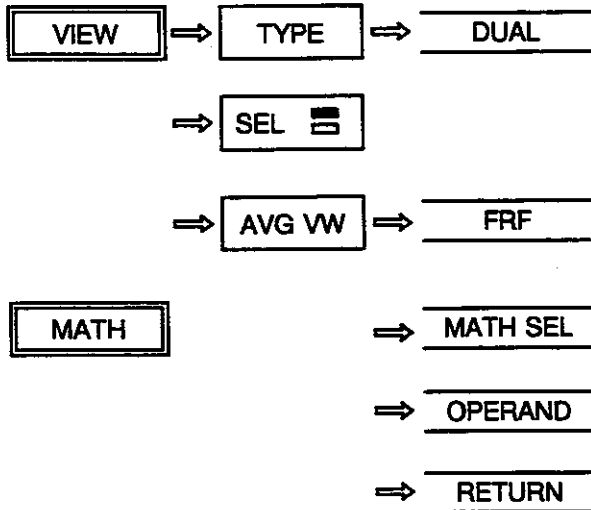 VIEW ⇨ TYPE ⇨ DUAL
⇨ SEL
⇨ AVG VW ⇨ FRF
MATH ⇨ MATH SEL
⇨ OPERAND
⇨ RETURN